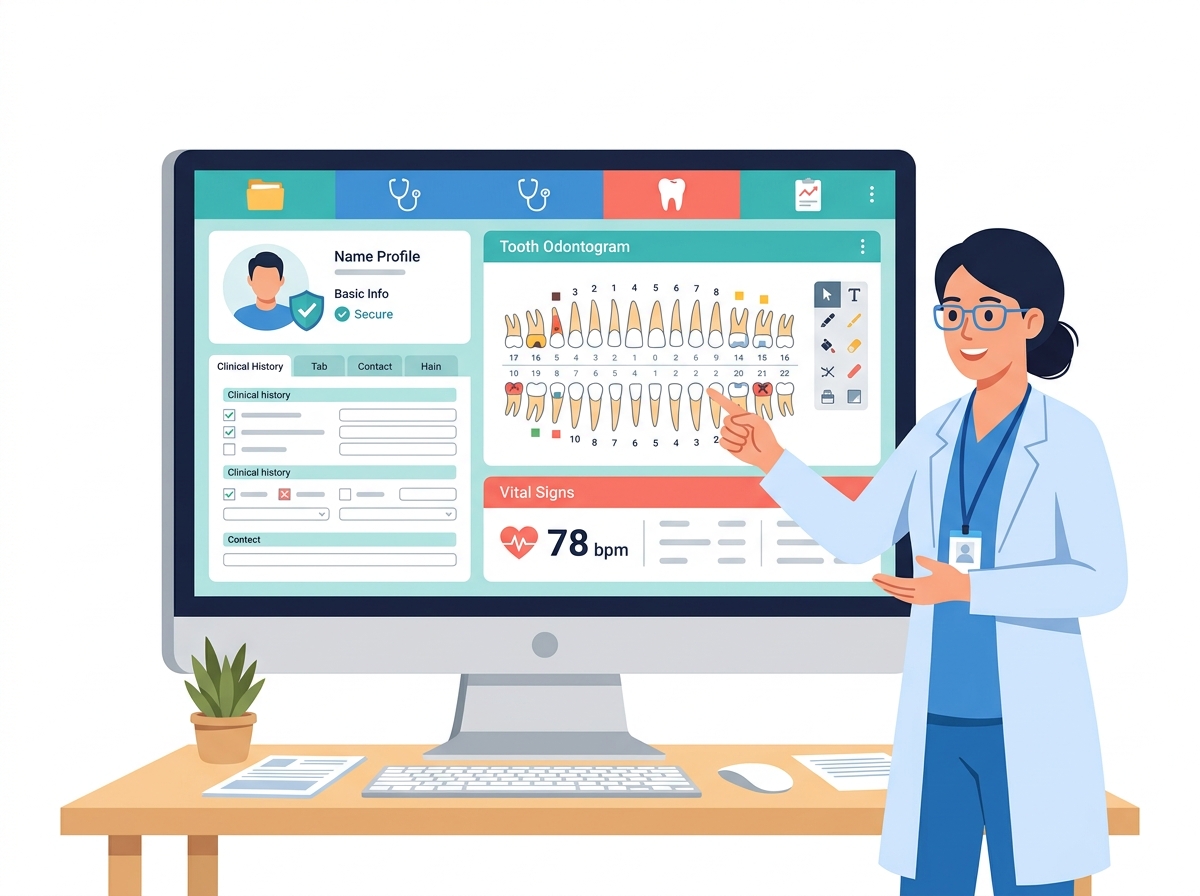 Name Profile
Basic Info
Secure
Clinical History Tab Contact Hain
Clinical history
Clinical history
Contect
Tooth Odontogram
3 2 1 4 5 6 7 8
17 16 5 4 3 2 1 0 2 6 9 14 15 16
10 19 8 7 6 5 4 1 2 2 2 20 21 22
10 8 7 6 5 4 3 2
T
Vital Signs
78 bpm